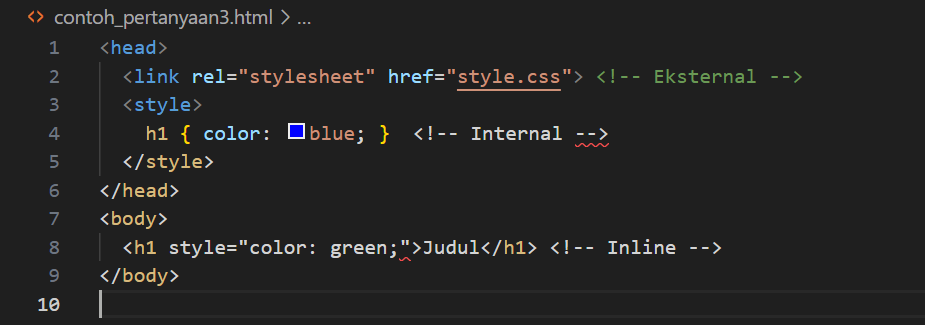 contoh_pertanyaan3.html > ...
1 <head>
2 <link rel="stylesheet" href="style.css"> <!-- Eksternal -->
3 <style>
4 h1 { color: blue; } <!-- Internal -->
5 </style>
6 </head>
7 <body>
8 <h1 style="color: green;">Judul</h1> <!-- Inline -->
9 </body>
10